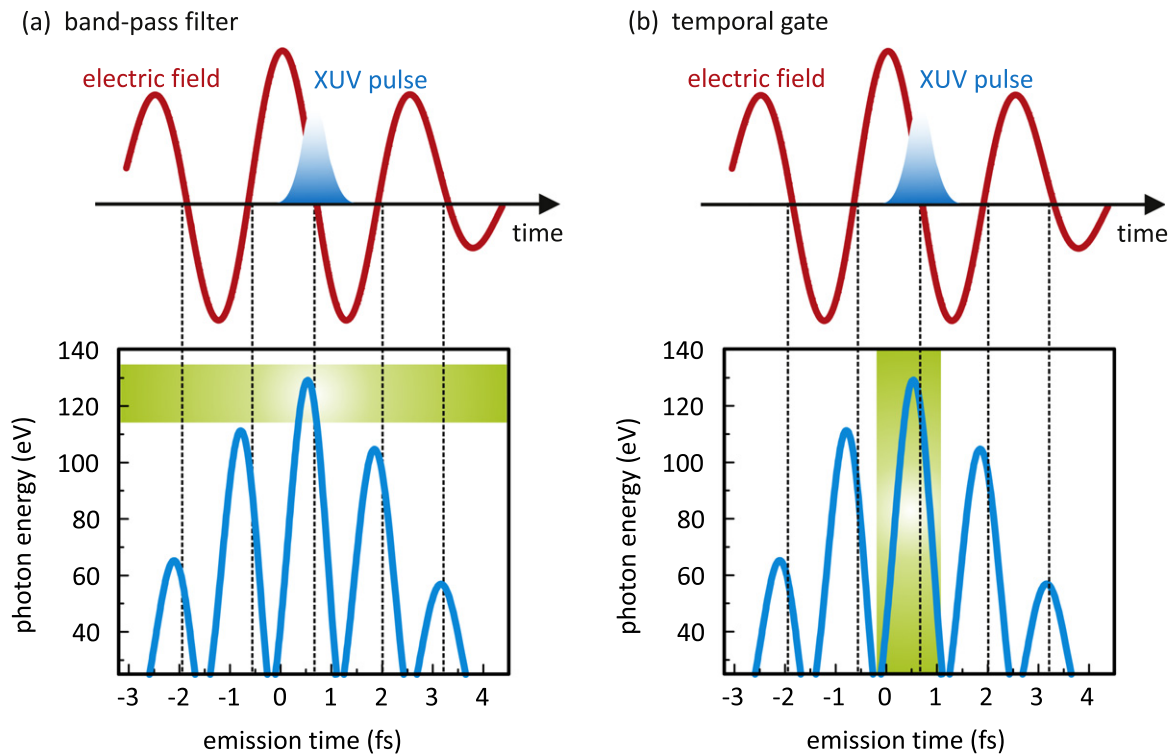 (a) band-pass filter
electric field
XUV pulse
time
140
120
100
80
60
40
photon energy (eV)
-3 -2 -1 0 1 2 3 4
emission time (fs)
(b) temporal gate
electric field
XUV pulse
time
140
120
100
80
60
40
photon energy (eV)
-3 -2 -1 0 1 2 3 4
emission time (fs)